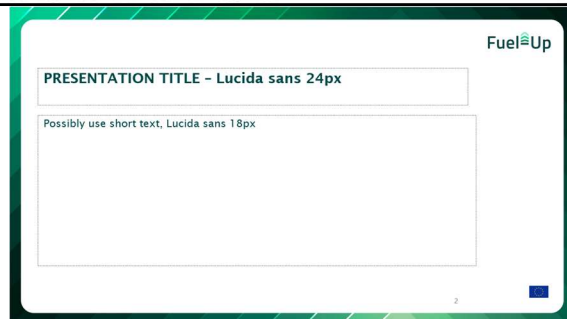 Fuel Up
PRESENTATION TITLE – Lucida sans 24px
Possibly use short text, Lucida sans 18px
2